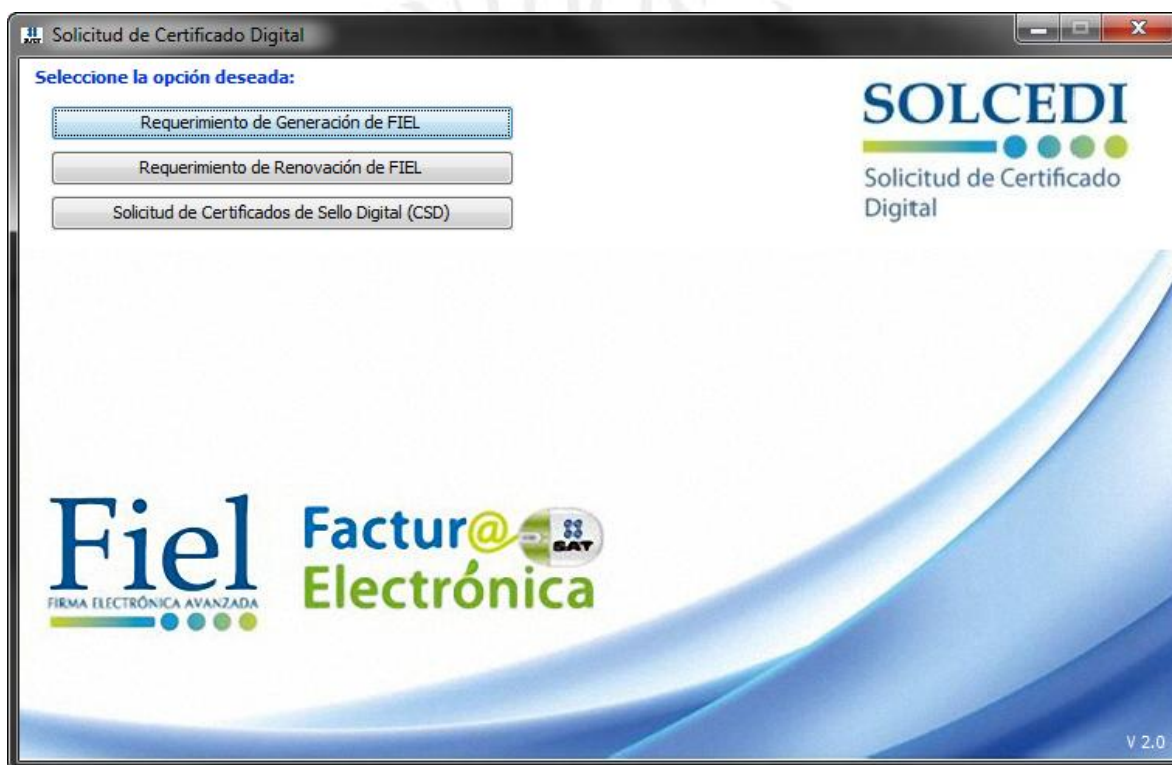 Solicitud de Certificado Digital
Seleccione la opción deseada:
Requerimiento de Generación de FIEL
Requerimiento de Renovación de FIEL
Solicitud de Certificados de Sello Digital (CSD)
SOLCEDI
Solicitud de Certificado
Digital
Fiel
FIRMA ELECTRÓNICA AVANZADA
Factur@
SAT
Electrónica
V 2.0